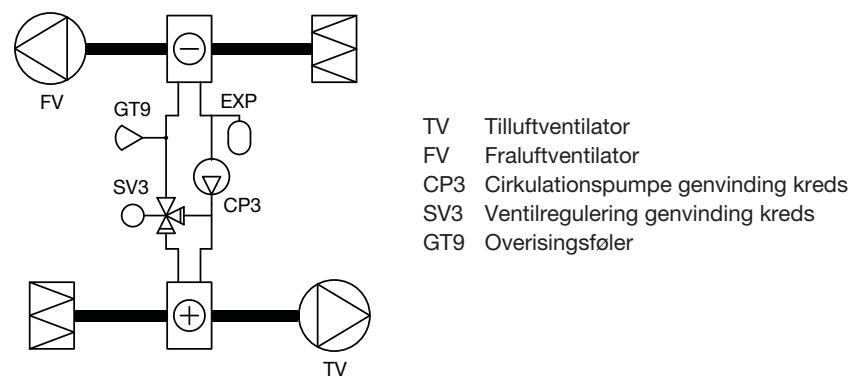 FV
GT9
EXP
SV3
CP3
TV
TV Tilluftventilator
FV Fraluftventilator
CP3 Cirkulationspumpe genvinding kreds
SV3 Ventilregulering genvinding kreds
GT9 Overisingsføler